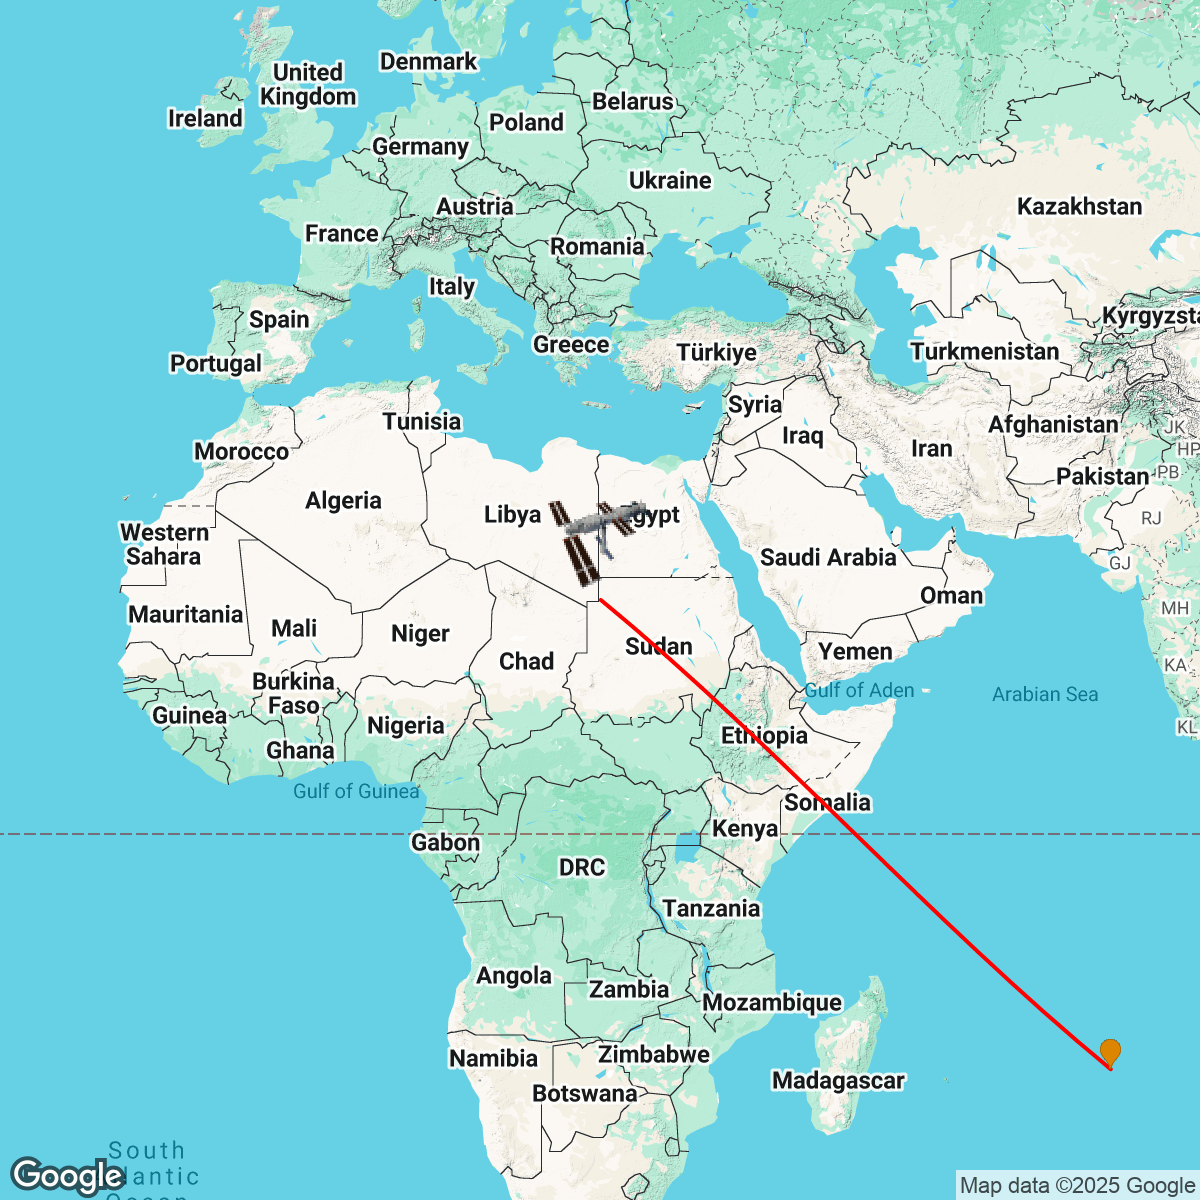 Denmark
United
Kingdom
Ireland
Belarus
Poland
Germany
Ukraine
Austria
Kazakhstan
France
Romania
Italy
Spain
Kyrgyzsta
Greece
Türkiye
Turkmenistan
Portugal
Syria
Tunisia
Iraq
Afghanistan
JK
Morocco
Iran
HP
Pakistan
PB
Algeria
Libya
Egypt
RJ
Western
Sahara
Saudi Arabia
GJ
Oman
Mauritania
MH
Mali
Niger
Sudan
Yemen
Chad
KA
Burkina
Faso
Gulf of Aden
Arabian Sea
Guinea
Nigeria
KL
Ethiopia
Ghana
Gulf of Guinea
Somalia
Kenya
Gabon
DRC
Tanzania
Angola
Zambia
Mozambique
Namibia
Zimbabwe
Madagascar
Botswana
South
lantic
Ocean
Google
Map data ©2025 Google